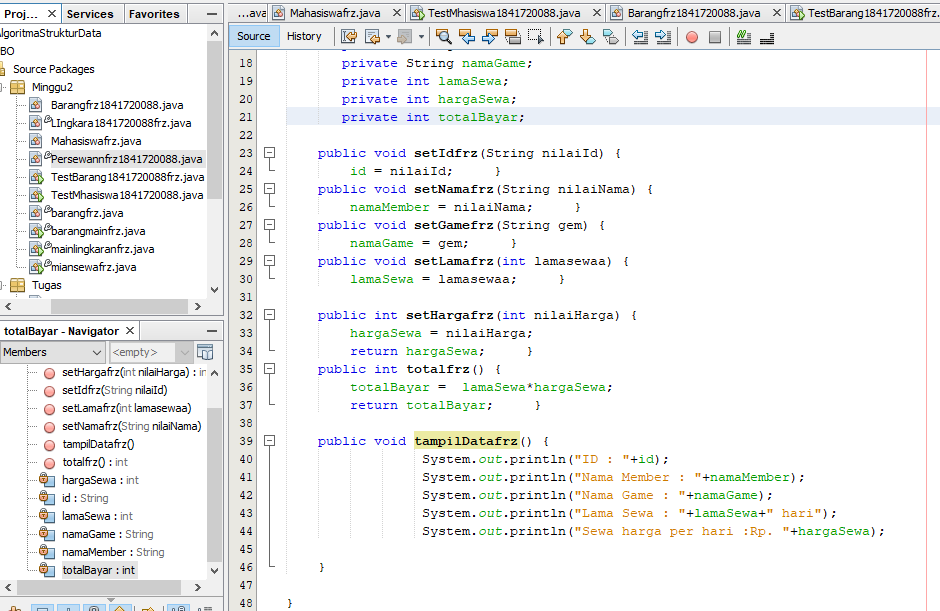 Proj... × Services Favorites
AlgoritmaStrukturData
BO
Source Packages
Minggu2
Barangfrz1841720088.java
LIngkara1841720088frz.java
Mahasiswafrz.java
Persewannfrz1841720088.java
TestBarang1841720088frz.java
TestMhasiswa1841720088.java
barangfrz.java
barangmainfrz.java
mainlingkaranfrz.java
miansewafrz.java
Tugas
totalBayar - Navigator ×
Members <empty>
setHargafrz(int nilaiHarga) : in
setIdfrz(String nilaiId)
setLamafrz(int lamasewaa)
setNamafrz(String nilaiNama)
tampilDatafrz()
totalfrz() : int
hargaSewa : int
id : String
lamaSewa : int
namaGame : String
namaMember : String
totalBayar : int
...ava Mahasiswafrz.java × TestMhasiswa1841720088.java × Barangfrz1841720088.java × TestBarang1841720088frz.
Source History
18 private String namaGame;
19 private int lamaSewa;
20 private int hargaSewa;
21 private int totalBayar;
22
23 public void setIdfrz(String nilaiId) {
24 id = nilaiId; }
25 public void setNamafrz(String nilaiNama) {
26 namaMember = nilaiNama; }
27 public void setGamefrz(String gem) {
28 namaGame = gem; }
29 public void setLamafrz(int lamasewaa) {
30 lamaSewa = lamasewaa; }
31
32 public int setHargafrz(int nilaiHarga) {
33 hargaSewa = nilaiHarga;
34 return hargaSewa; }
35 public int totalfrz() {
36 totalBayar = lamaSewa*hargaSewa;
37 return totalBayar; }
38
39 public void tampilDatafrz() {
40 System.out.println("ID : "+id);
41 System.out.println("Nama Member : "+namaMember);
42 System.out.println("Nama Game : "+namaGame);
43 System.out.println("Lama Sewa : "+lamaSewa+" hari");
44 System.out.println("Sewa harga per hari :Rp. "+hargaSewa);
45
46 }
47
48 }